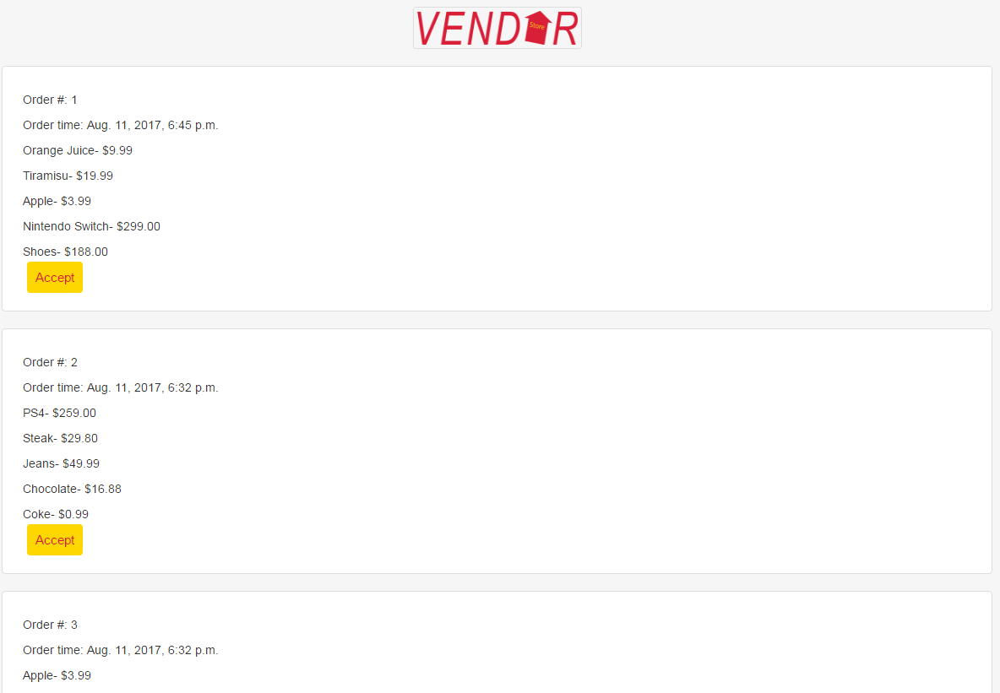 VEND Store R
Order #: 1
Order time: Aug. 11, 2017, 6:45 p.m.
Orange Juice- $9.99
Tiramisu- $19.99
Apple- $3.99
Nintendo Switch- $299.00
Shoes- $188.00
Accept
Order #: 2
Order time: Aug. 11, 2017, 6:32 p.m.
PS4- $259.00
Steak- $29.80
Jeans- $49.99
Chocolate- $16.88
Coke- $0.99
Accept
Order #: 3
Order time: Aug. 11, 2017, 6:32 p.m.
Apple- $3.99